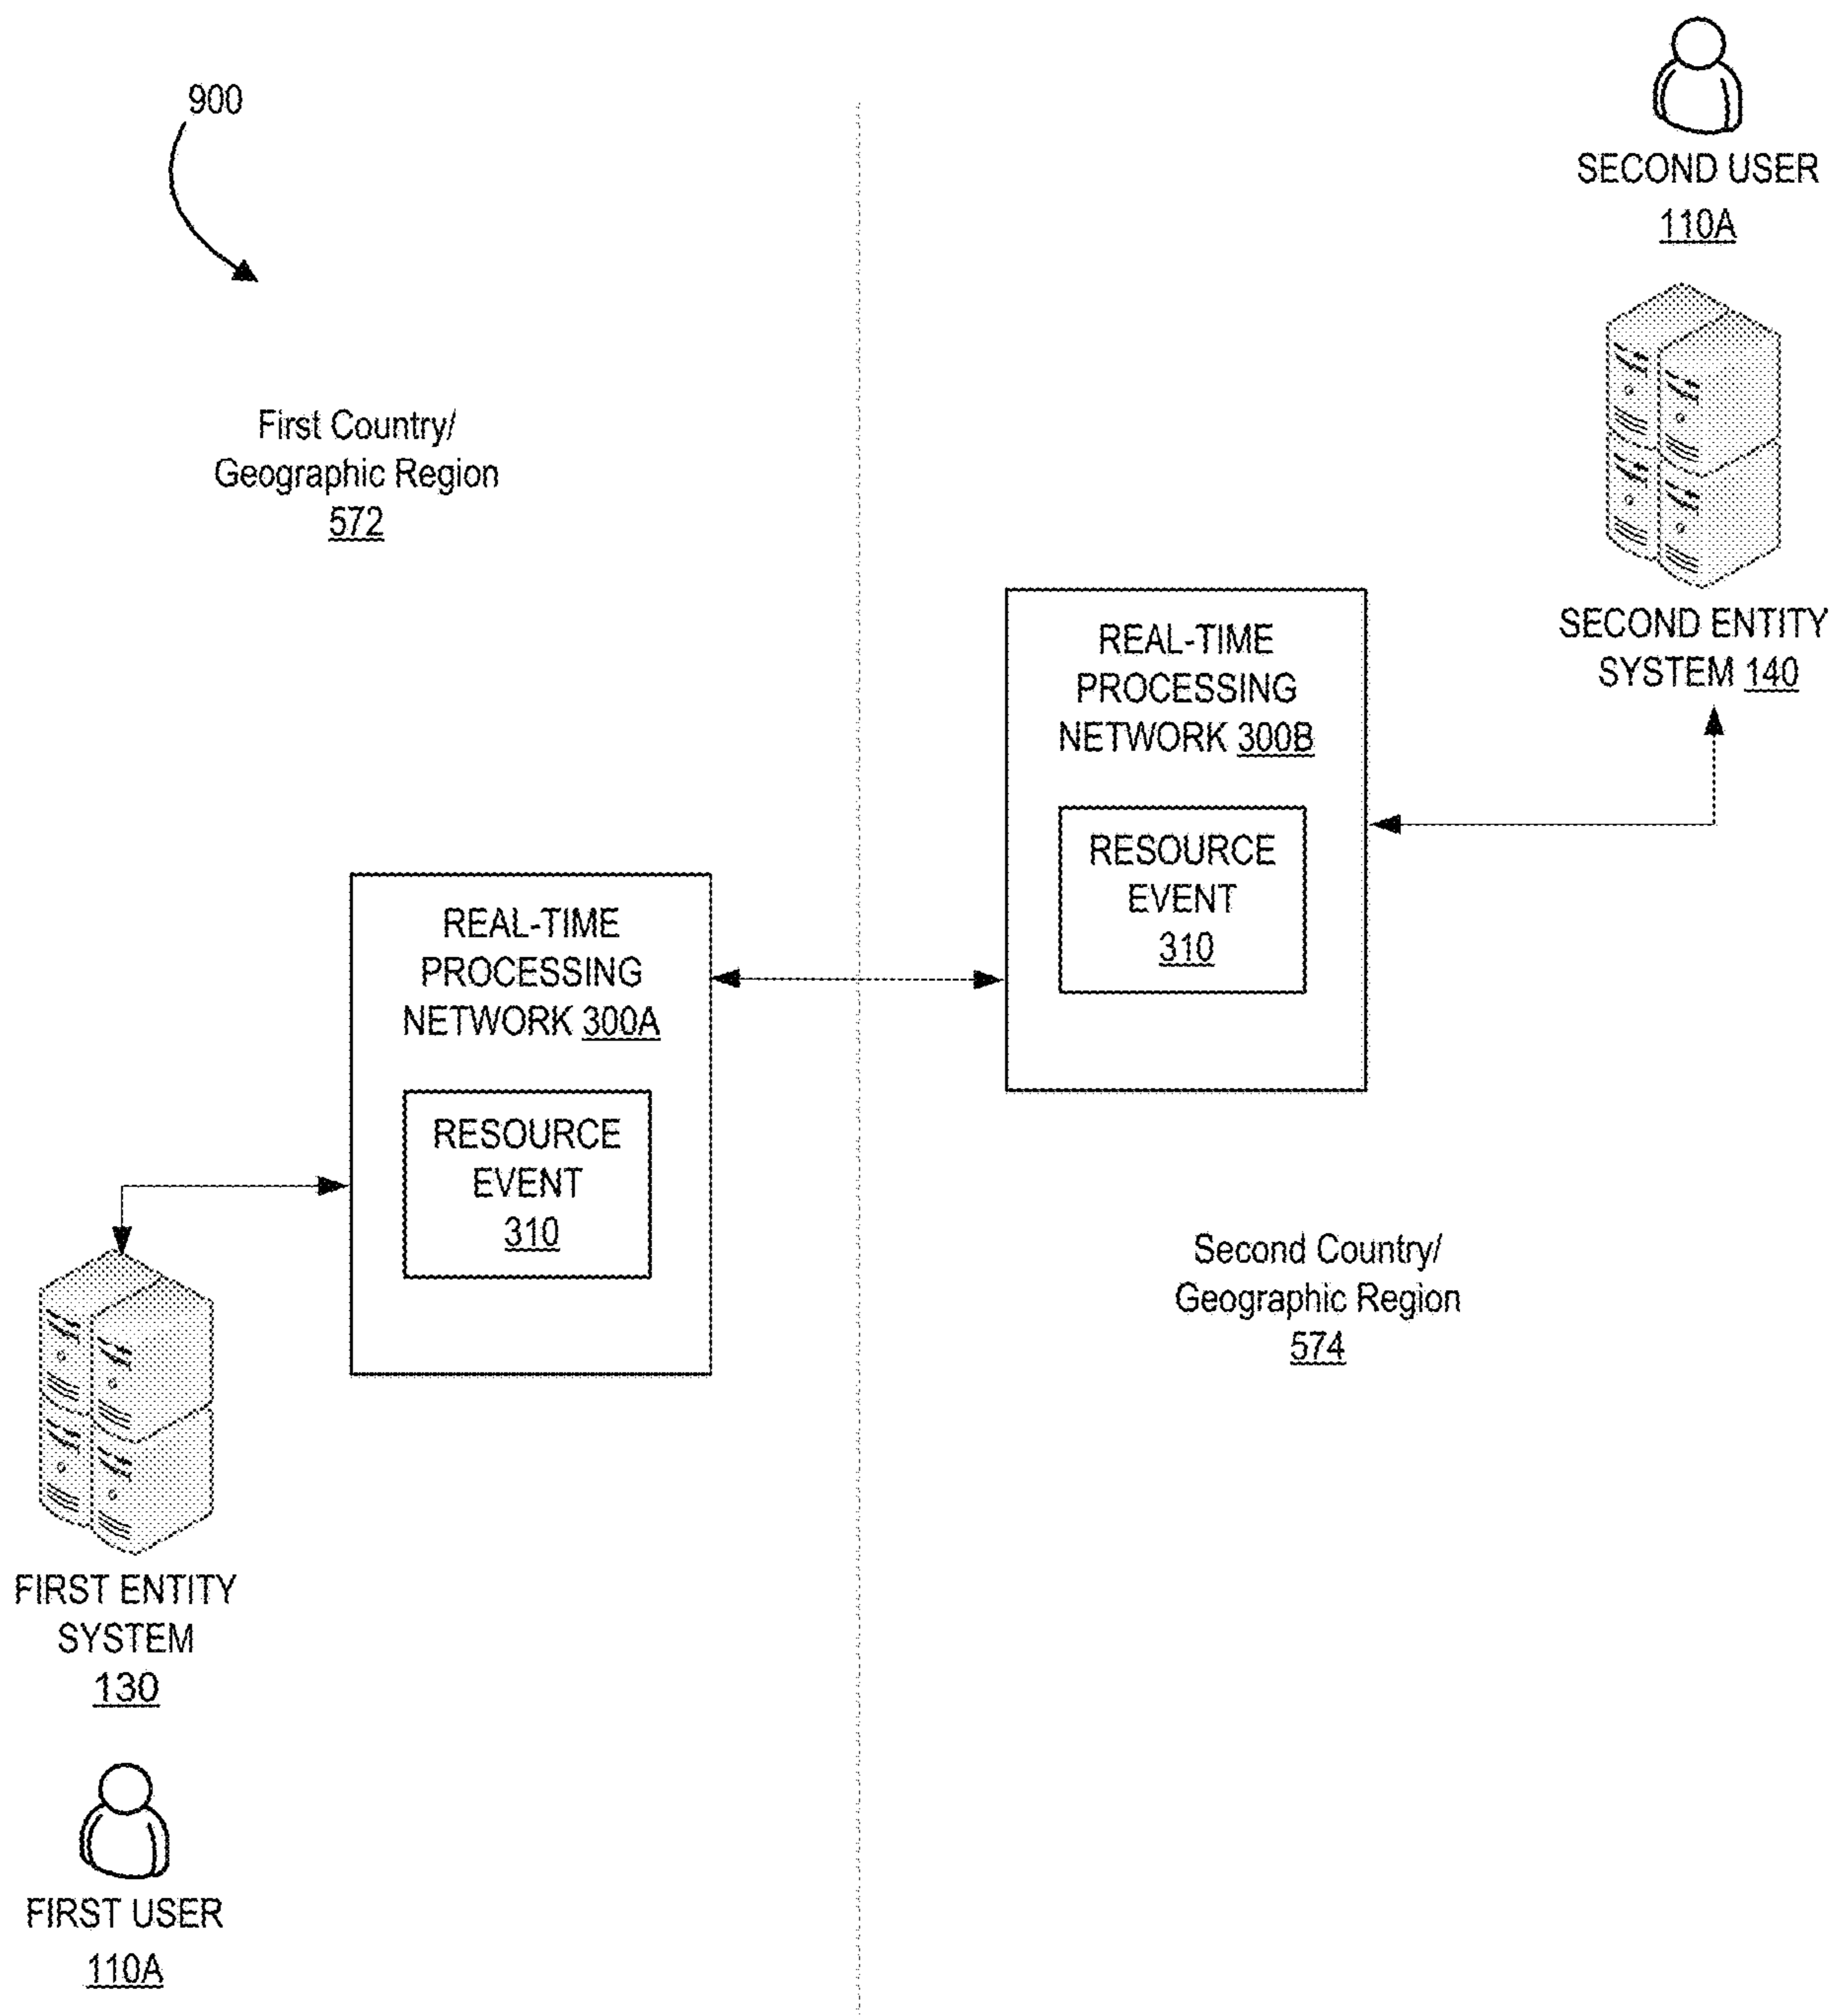 900
SECOND USER
110A
First Country/
Geographic Region
572
SECOND ENTITY
SYSTEM 140
REAL-TIME
PROCESSING
NETWORK 300B
RESOURCE
EVENT
310
REAL-TIME
PROCESSING
NETWORK 300A
RESOURCE
EVENT
310
Second Country/
Geographic Region
574
FIRST ENTITY
SYSTEM
130
FIRST USER
110A